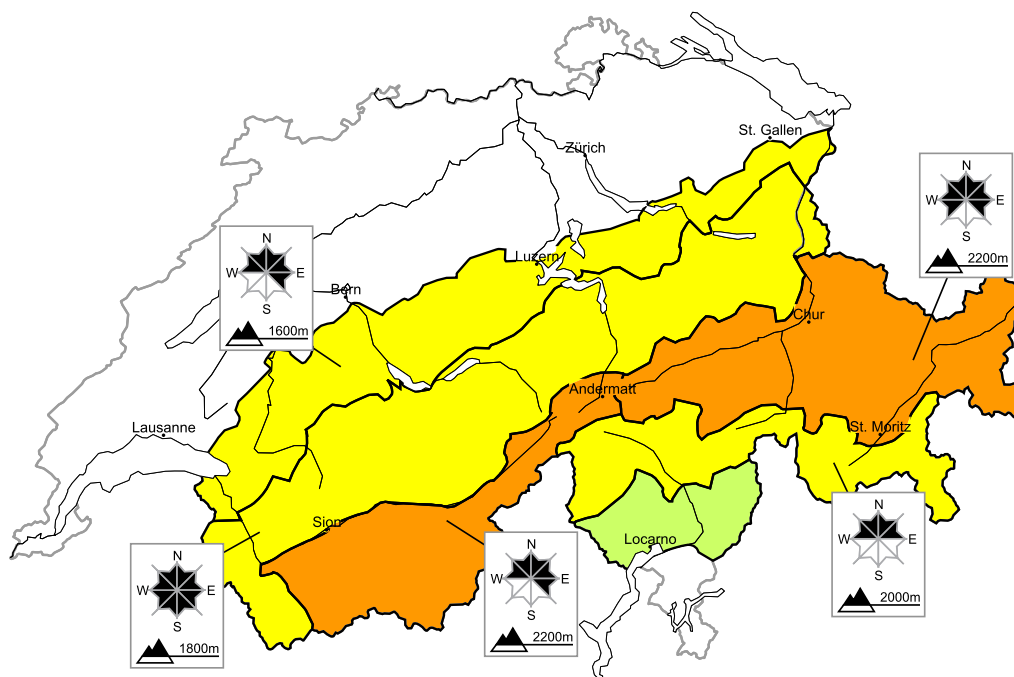 St. Gallen
Zürich
N
W E
S
2200m
N
W E
S
1600m
Luzern
Bern
Chur
Andermatt
Lausanne
St. Moritz
N
W E
S
2000m
Sion
Locarno
N
W E
S
1800m
N
W E
S
2200m